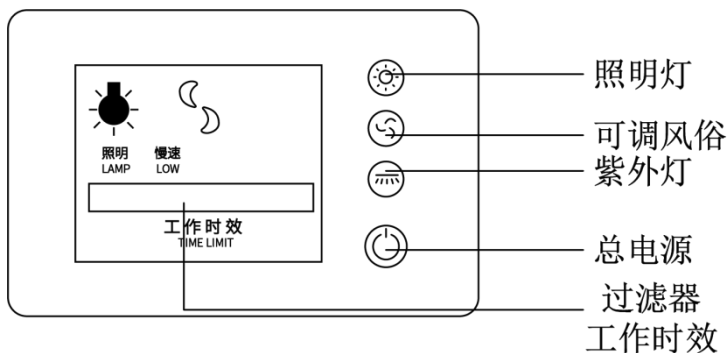 照明灯
照明 慢速
LAMP LOW
可调风俗
紫外灯
工作时效
TIME LIMIT
总电源
过滤器
工作时效